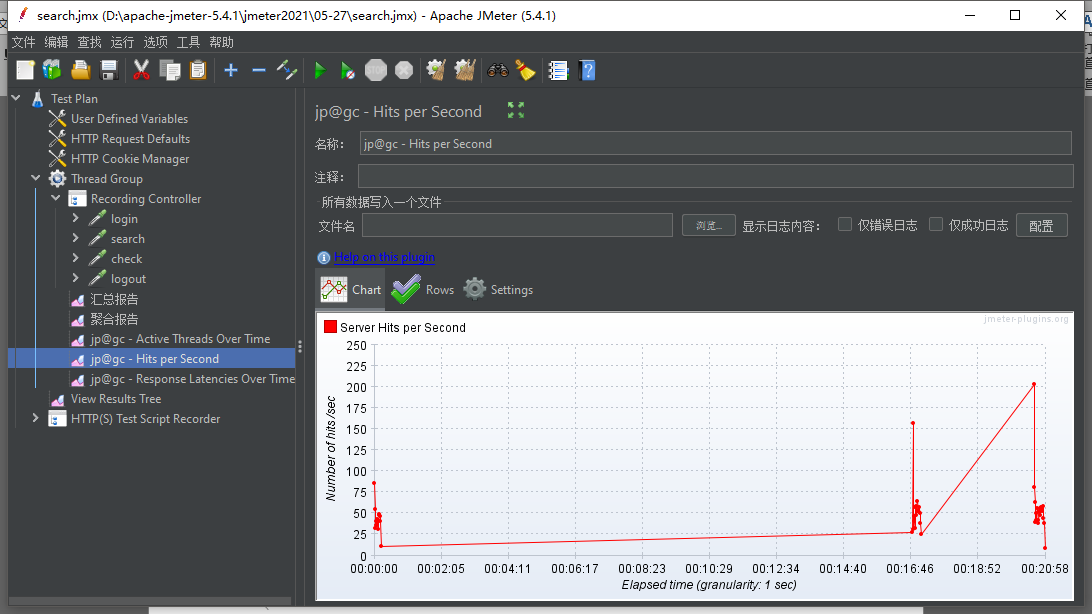 search.jmx (D:\apache-jmeter-5.4.1\jmeter2021\05-27\search.jmx) - Apache JMeter (5.4.1)
文件 编辑 查找 运行 选项 工具 帮助
STOP
Test Plan
User Defined Variables
HTTP Request Defaults
HTTP Cookie Manager
Thread Group
Recording Controller
login
search
check
logout
汇总报告
聚合报告
jp@gc - Active Threads Over Time
jp@gc - Hits per Second
jp@gc - Response Latencies Over Time
View Results Tree
HTTP(S) Test Script Recorder
jp@gc - Hits per Second
名称： jp@gc - Hits per Second
注释：
所有数据写入一个文件
文件名 浏览... 显示日志内容： 仅错误日志 仅成功日志 配置
Help on this plugin
Chart Rows Settings
jmeter-plugins.org
Server Hits per Second
250
225
200
175
150
125
100
75
50
25
0
Number of hits /sec
00:00:00 00:02:05 00:04:11 00:06:17 00:08:23 00:10:29 00:12:34 00:14:40 00:16:46 00:18:52 00:20:58
Elapsed time (granularity: 1 sec)